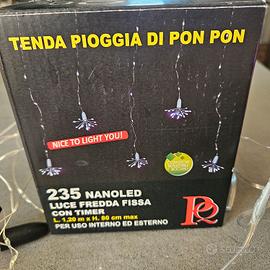 TENDA PIOGGIA DI PON PON
NICE TO LIGHT YOU!
235 NANOLED
LUCE FREDDA FISSA
CON TIMER
L. 1,20 m x H. 80 cm max
PER USO INTERNO ED ESTERNO